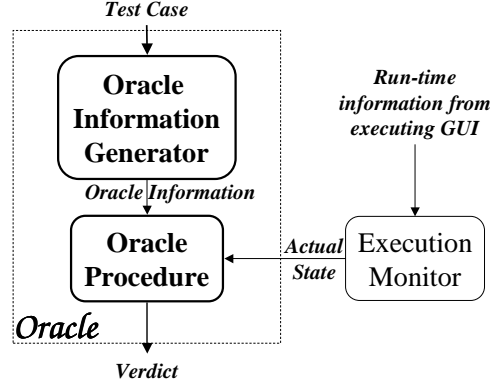 Test Case
Oracle
Information
Generator
Run-time
information from
executing GUI
Oracle Information
Oracle
Procedure
Actual
State
Execution
Monitor
Oracle
Verdict